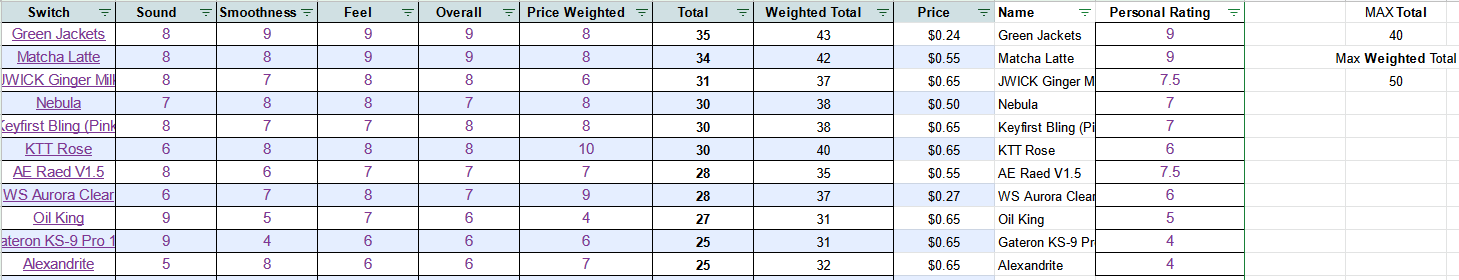 Switch Sound Smoothness Feel Overall Price Weighted Total Weighted Total Price Name Personal Rating MAX Total
Green Jackets 8 9 9 9 8 35 43 $0.24 Green Jackets 9 40
Matcha Latte 8 8 9 9 8 34 42 $0.55 Matcha Latte 9 Max Weighted Total
JWICK Ginger Mil 8 7 8 8 6 31 37 $0.65 JWICK Ginger M 7.5 50
Nebula 7 8 8 7 8 30 38 $0.50 Nebula 7
Keyfirst Bling (Pink 8 7 7 8 8 30 38 $0.65 Keyfirst Bling (Pi 7
KTT Rose 6 8 8 8 10 30 40 $0.65 KTT Rose 6
AE Raed V1.5 8 6 7 7 7 28 35 $0.55 AE Raed V1.5 7.5
WS Aurora Clear 6 7 8 7 9 28 37 $0.27 WS Aurora Clear 6
Oil King 9 5 7 6 4 27 31 $0.65 Oil King 5
ateron KS-9 Pro 1 9 4 6 6 6 25 31 $0.65 Gateron KS-9 Pr 4
Alexandrite 5 8 6 6 7 25 32 $0.65 Alexandrite 4